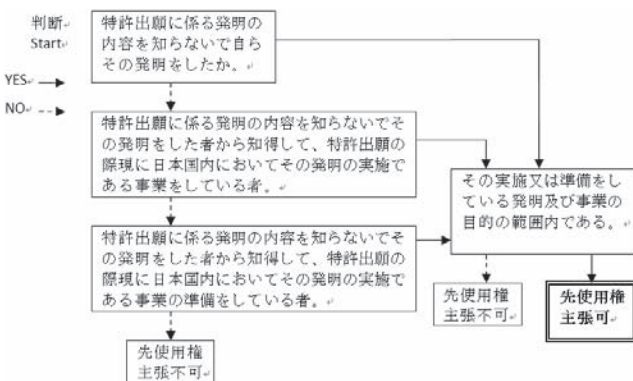 判断
Start
YES
NO
特許出願に係る発明の
内容を知らないで自ら
その発明をしたか。
特許出願に係る発明の内容を知らないでそ
の発明をした者から知得して、特許出願の
際現に日本国内においてその発明の実施で
ある事業をしている者。
特許出願に係る発明の内容を知らないでそ
の発明をした者から知得して、特許出願の
際現に日本国内においてその発明の実施で
ある事業の準備をしている者。
その実施又は準備をし
ている発明及び事業の
目的の範囲内である。
先使用権
主張不可
先使用権
主張不可
先使用権
主張可